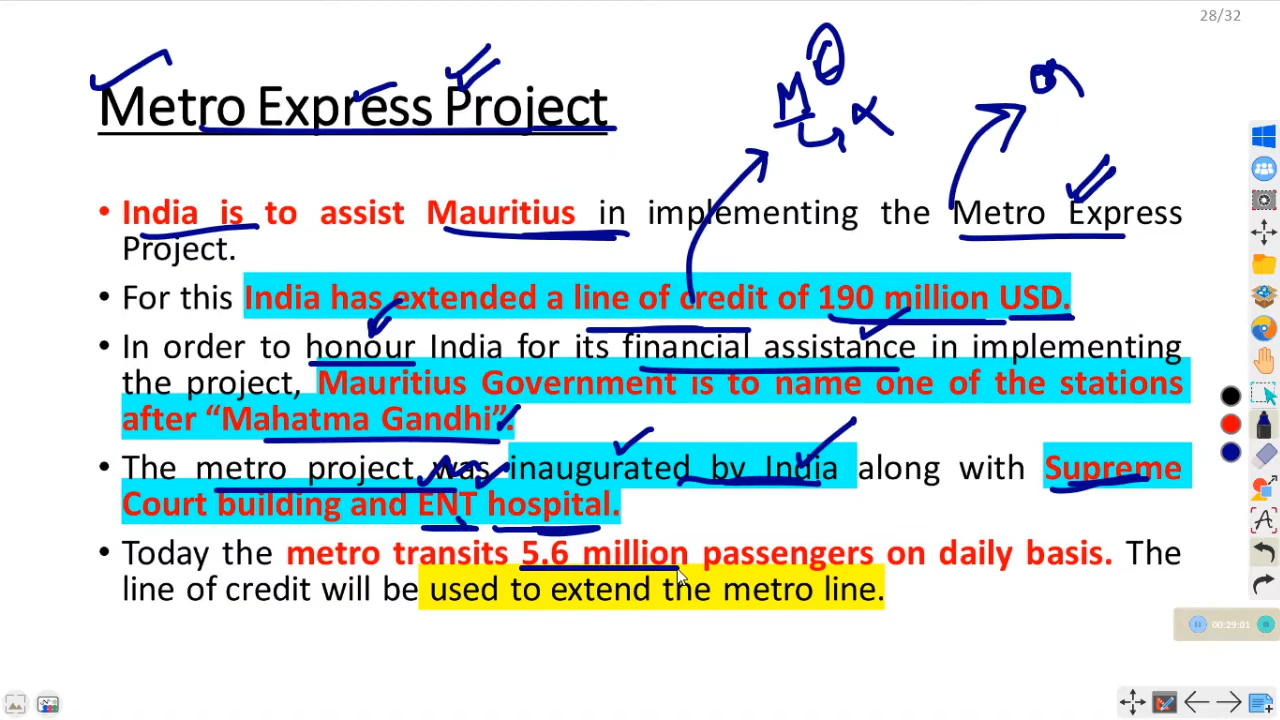 28/32
Metro Express Project
• India is to assist Mauritius in implementing the Metro Express
Project.
• For this India has extended a line of credit of 190 million USD.
• In order to honour India for its financial assistance in implementing
the project, Mauritius Government is to name one of the stations
after “Mahatma Gandhi”.
• The metro project was inaugurated by India along with Supreme
Court building and ENT hospital.
• Today the metro transits 5.6 million passengers on daily basis. The
line of credit will be used to extend the metro line.
00:29:01